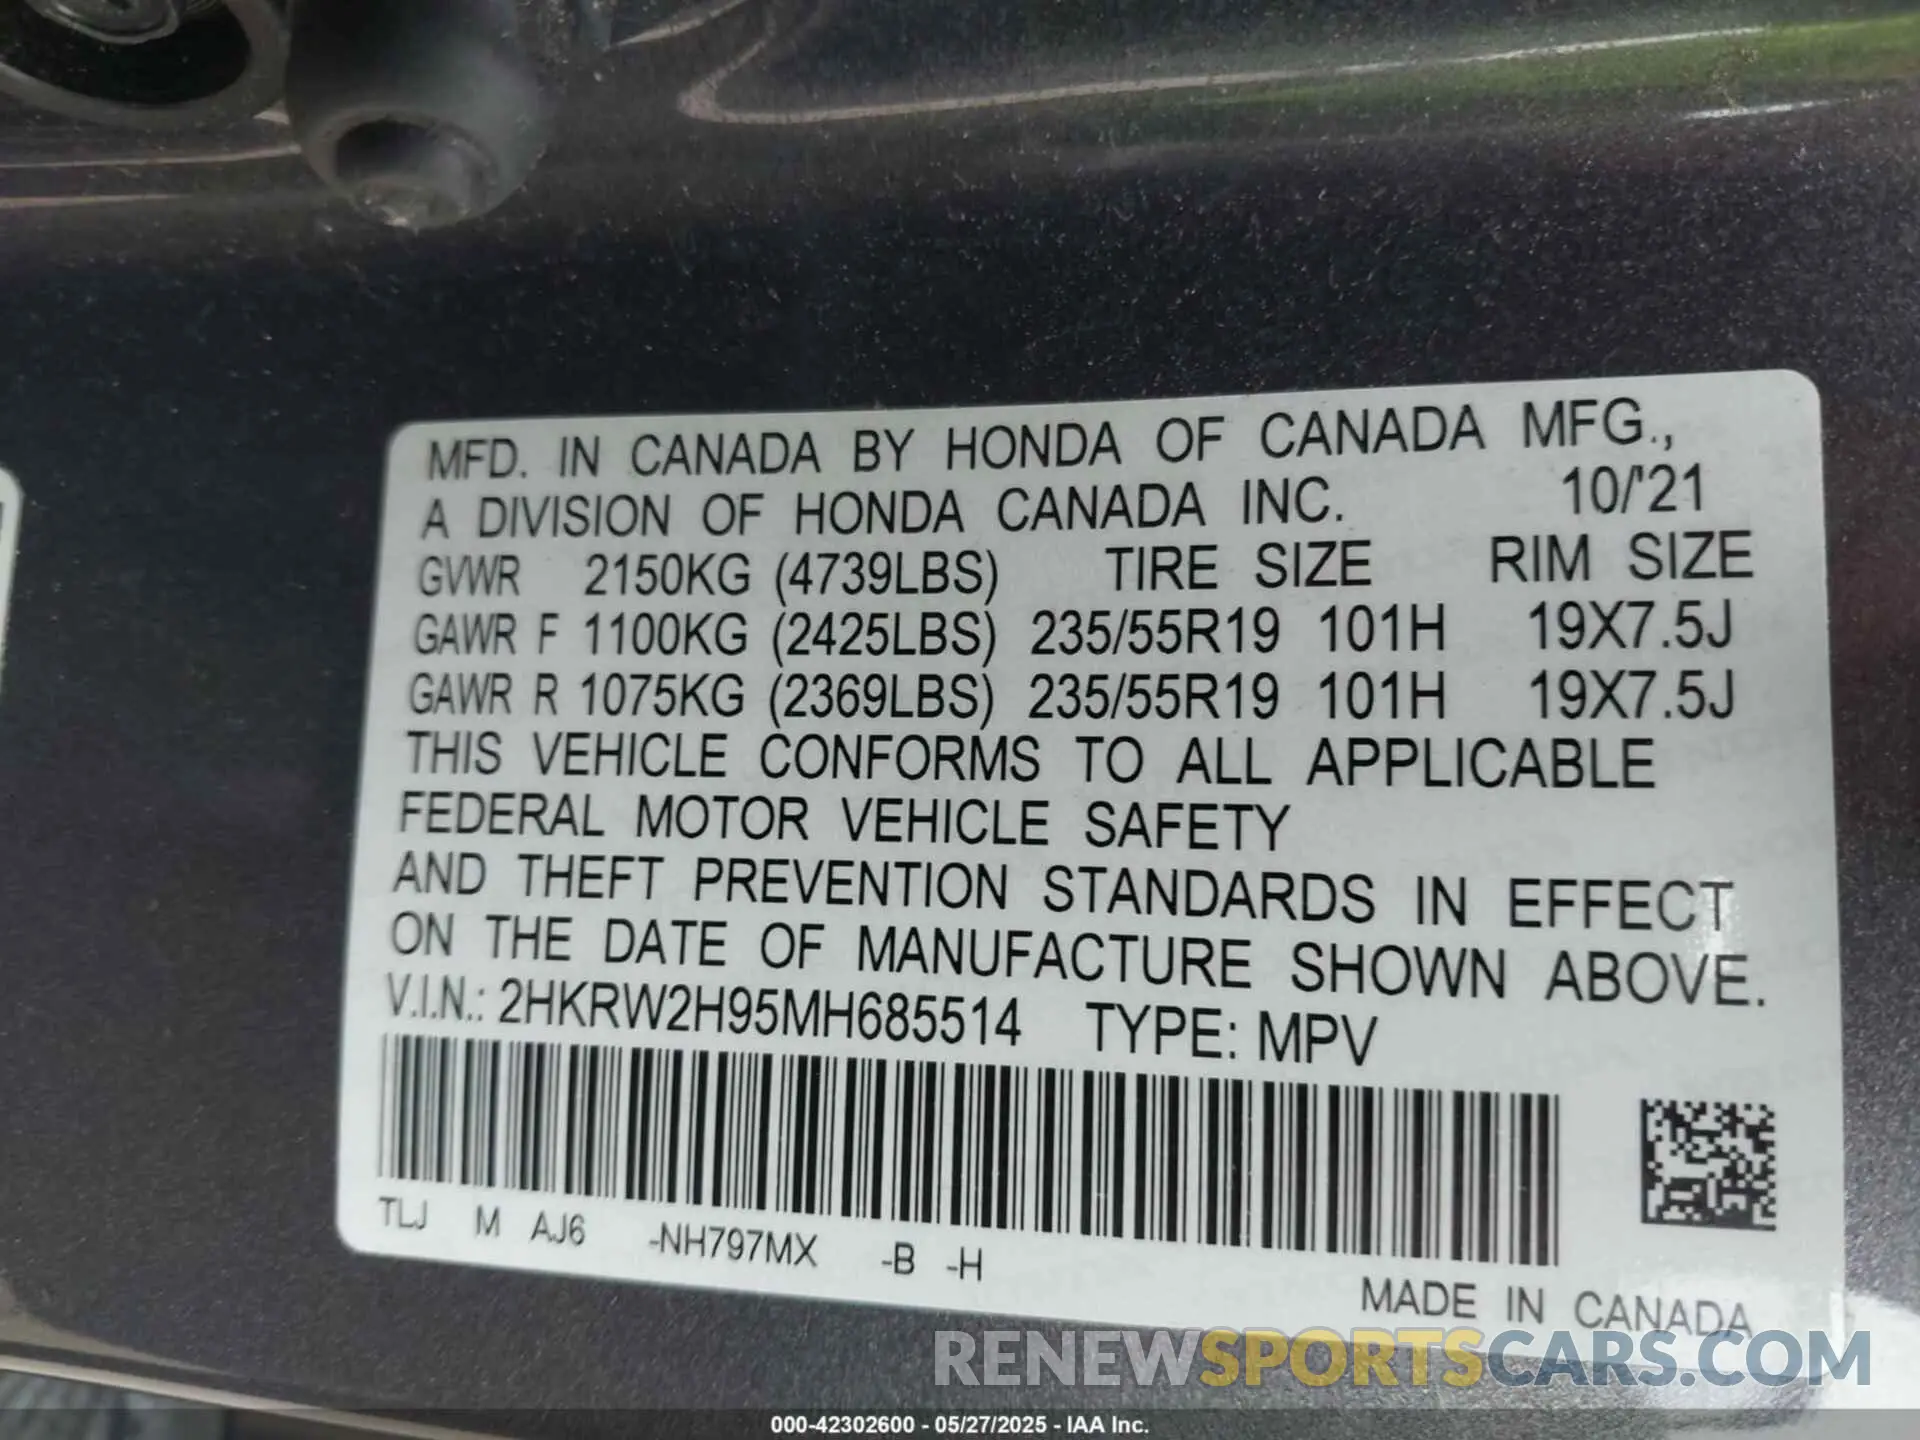 MFD. IN CANADA BY HONDA OF CANADA MFG.,
A DIVISION OF HONDA CANADA INC. 10/'21
GVWR 2150KG (4739LBS) TIRE SIZE RIM SIZE
GAWR F 1100KG (2425LBS) 235/55R19 101H 19X7.5J
GAWR R 1075KG (2369LBS) 235/55R19 101H 19X7.5J
THIS VEHICLE CONFORMS TO ALL APPLICABLE
FEDERAL MOTOR VEHICLE SAFETY
AND THEFT PREVENTION STANDARDS IN EFFECT
ON THE DATE OF MANUFACTURE SHOWN ABOVE.
V.I.N.: 2HKRW2H95MH685514 TYPE: MPV
TLJ M AJ6 -NH797MX -B -H
MADE IN CANADA
RENEWSPORTSCARS.COM
000-42302600 - 05/27/2025 - IAA Inc.